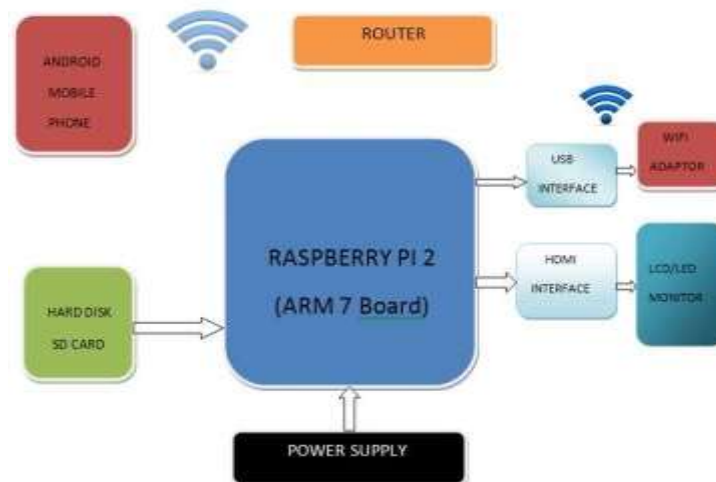 ANDROID
MOBILE
PHONE
ROUTER
USB
INTERFACE
WIFI
ADAPTOR
RASPBERRY PI 2
(ARM 7 Board)
HDMI
INTERFACE
LCD/LED
MONITOR
HARD DISK
SD CARD
POWER SUPPLY